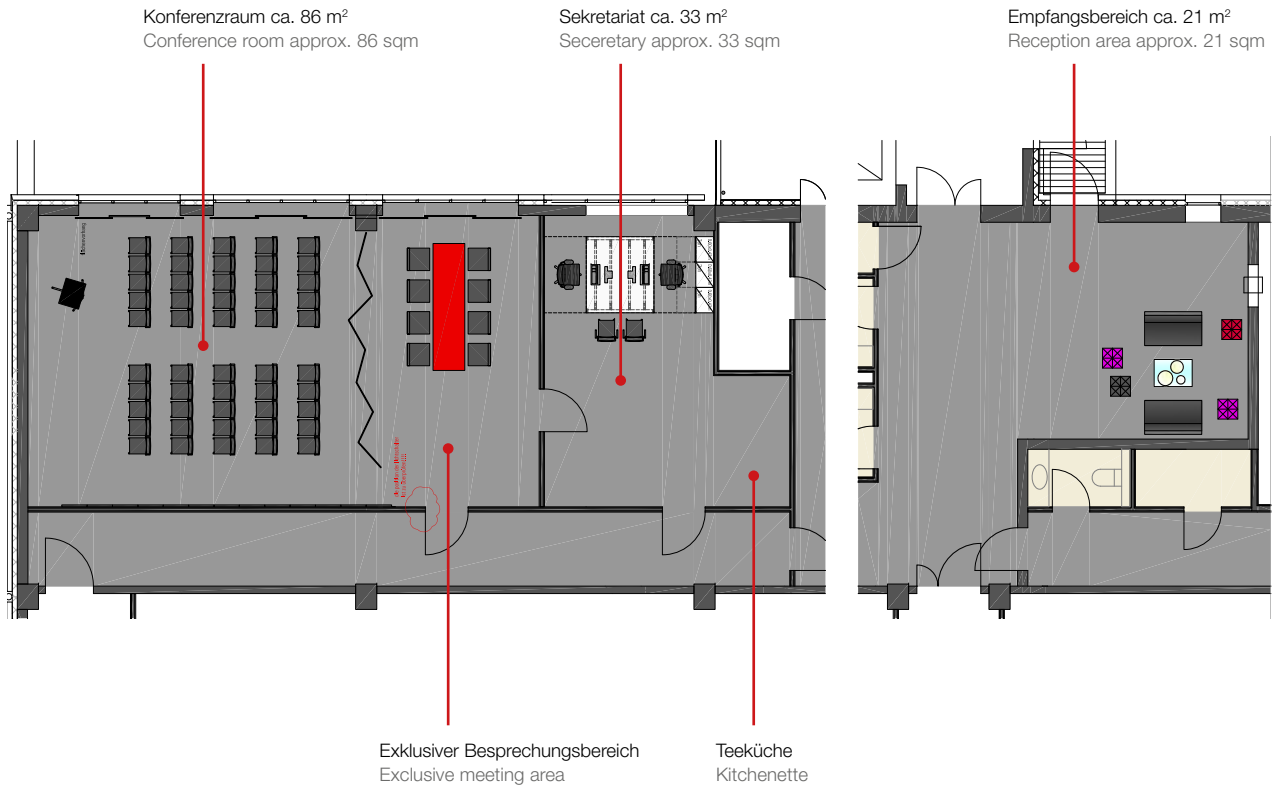 Konferenzraum ca. 86 m²
Conference room approx. 86 sqm
Sekretariat ca. 33 m²
Seceretary approx. 33 sqm
Empfangsbereich ca. 21 m²
Reception area approx. 21 sqm
Exklusiver Besprechungsbereich
Exclusive meeting area
Teeküche
Kitchenette